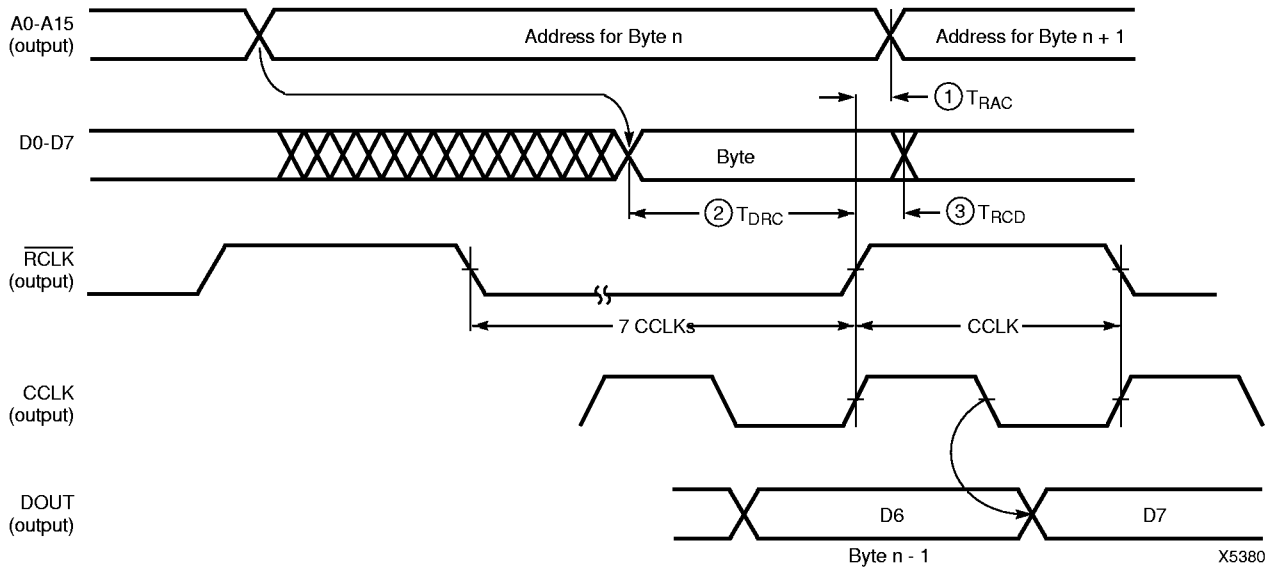 A0-A15
(output)
Address for Byte n
Address for Byte n + 1
1 TRAC
D0-D7
Byte
2 TDRC
3 TRCD
RCLK
(output)
7 CCLKs
CCLK
CCLK
(output)
DOUT
(output)
D6
D7
Byte n - 1
X5380